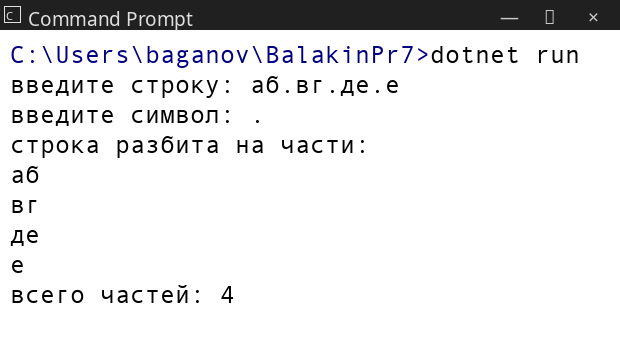 Command Prompt
C:\Users\baganov\BalakinPr7>dotnet run
введите строку: аб.вг.де.е
введите символ: .
строка разбита на части:
аб
вг
де
е
всего частей: 4